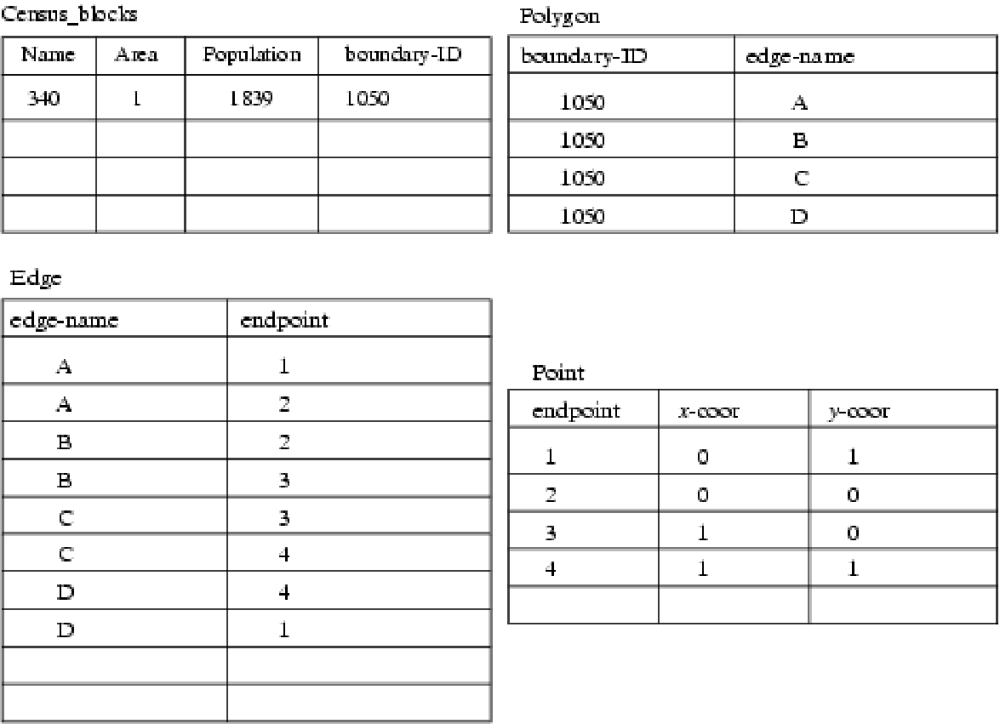 Census_blocks
Name Area Population boundary-ID
340 1 1839 1050
Polygon
boundary-ID edge-name
1050 A
1050 B
1050 C
1050 D
Edge
edge-name endpoint
A 1
A 2
B 2
B 3
C 3
C 4
D 4
D 1
Point
endpoint x-coor y-coor
1 0 1
2 0 0
3 1 0
4 1 1